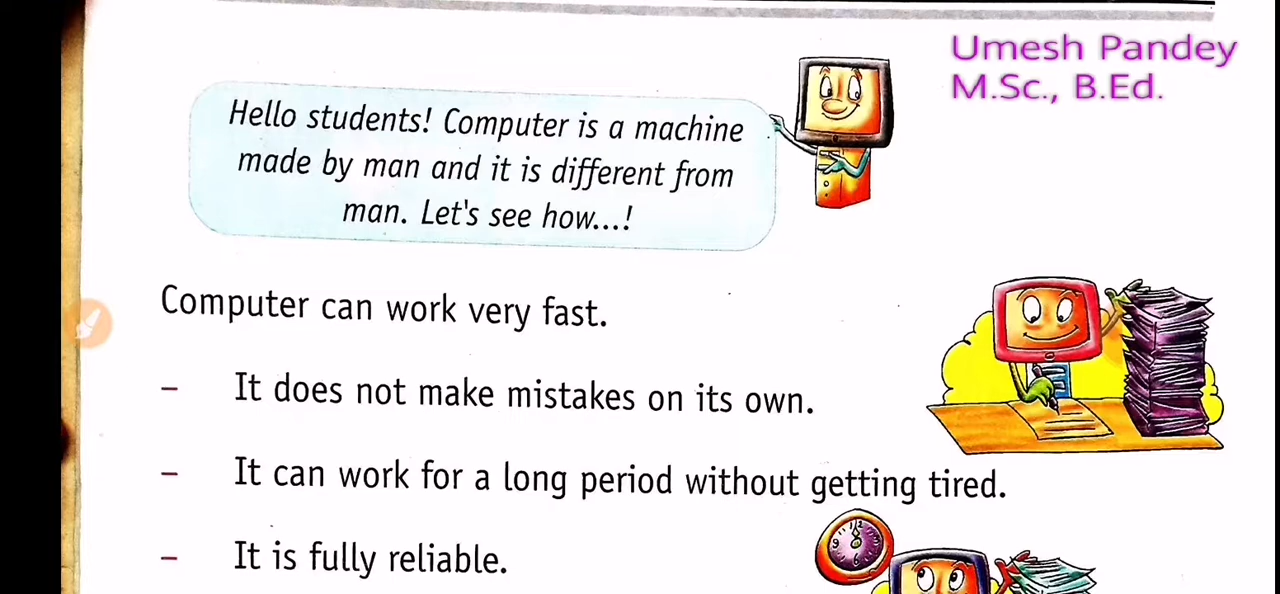 Umesh Pandey
M.Sc., B.Ed.
Hello students! Computer is a machine
made by man and it is different from
man. Let's see how...!
Computer can work very fast.
– It does not make mistakes on its own.
– It can work for a long period without getting tired.
– It is fully reliable.